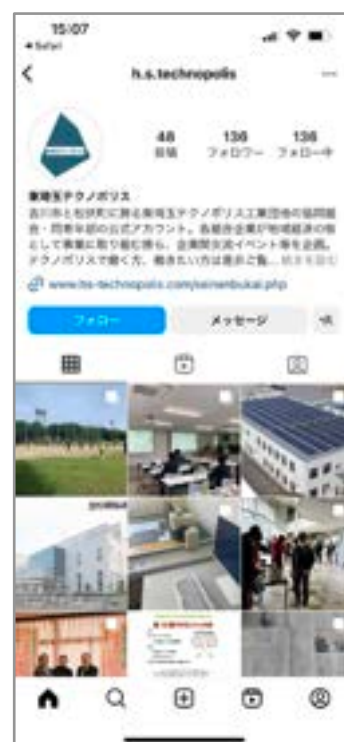 15:07
◀ Safari
h.s.technopolis
48
投稿
136
フォロワー
136
フォロー中
東埼玉テクノポリス
吉川市と松伏町に跨る東埼玉テクノポリス工業団地の協同組
合・同青年部の公式アカウント。各組合企業が地域経済の核
として事業に取り組む傍ら、企業間交流イベント等を企画。
テクノポリスで働く方、働きたい方は是非ご覧... 続きを読む
www.hs-technopolis.com/seinenbukai.php
フォロー
メッセージ